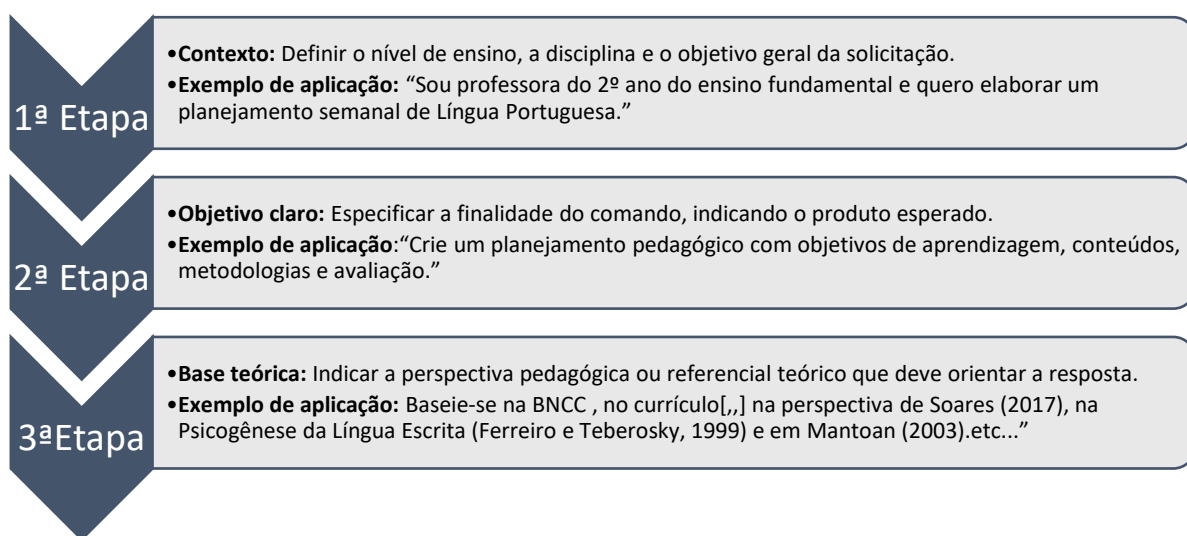 1ª Etapa
•Contexto: Definir o nível de ensino, a disciplina e o objetivo geral da solicitação.
•Exemplo de aplicação: “Sou professora do 2º ano do ensino fundamental e quero elaborar um
planejamento semanal de Língua Portuguesa.”
2ª Etapa
•Objetivo claro: Especificar a finalidade do comando, indicando o produto esperado.
•Exemplo de aplicação:“Crie um planejamento pedagógico com objetivos de aprendizagem, conteúdos,
metodologias e avaliação.”
3ªEtapa
•Base teórica: Indicar a perspectiva pedagógica ou referencial teórico que deve orientar a resposta.
•Exemplo de aplicação: Baseie-se na BNCC , no currículo[,,] na perspectiva de Soares (2017), na
Psicogênese da Língua Escrita (Ferreiro e Teberosky, 1999) e em Mantoan (2003).etc...”